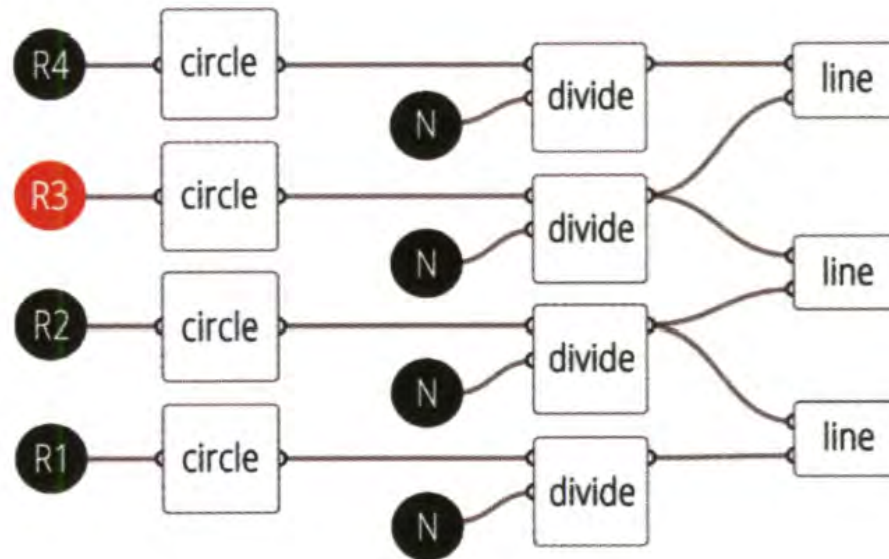 R4 circle divide line
N
R3 circle divide
N
line
R2 circle divide
N
line
R1 circle divide
N